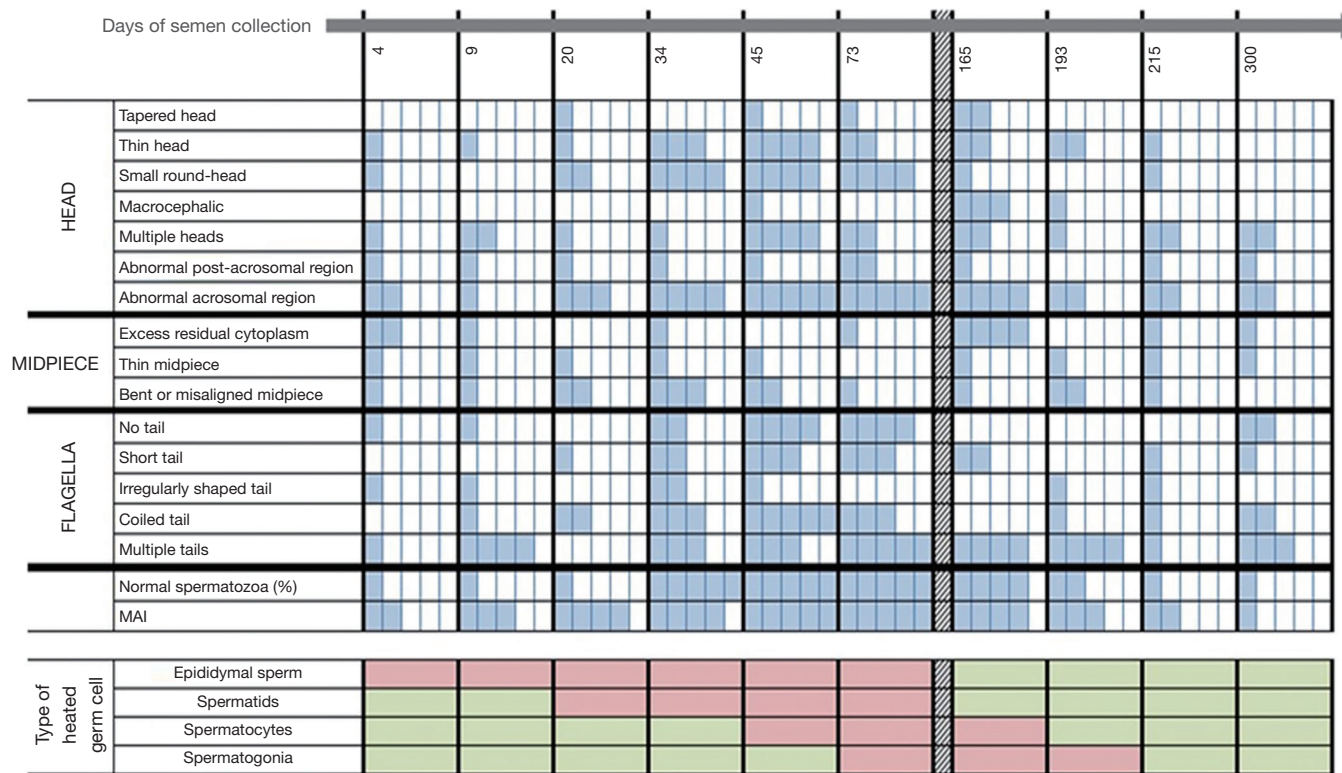 Days of semen collection
4 9 20 34 45 73 165 193 215 300
HEAD
Tapered head
Thin head
Small round-head
Macrocephalic
Multiple heads
Abnormal post-acrosomal region
Abnormal acrosomal region
MIDPIECE
Excess residual cytoplasm
Thin midpiece
Bent or misaligned midpiece
FLAGELLA
No tail
Short tail
Irregularly shaped tail
Coiled tail
Multiple tails
Normal spermatozoa (%)
MAI
Type of
heated
germ cell
Epididymal sperm
Spermatids
Spermatocytes
Spermatogonia